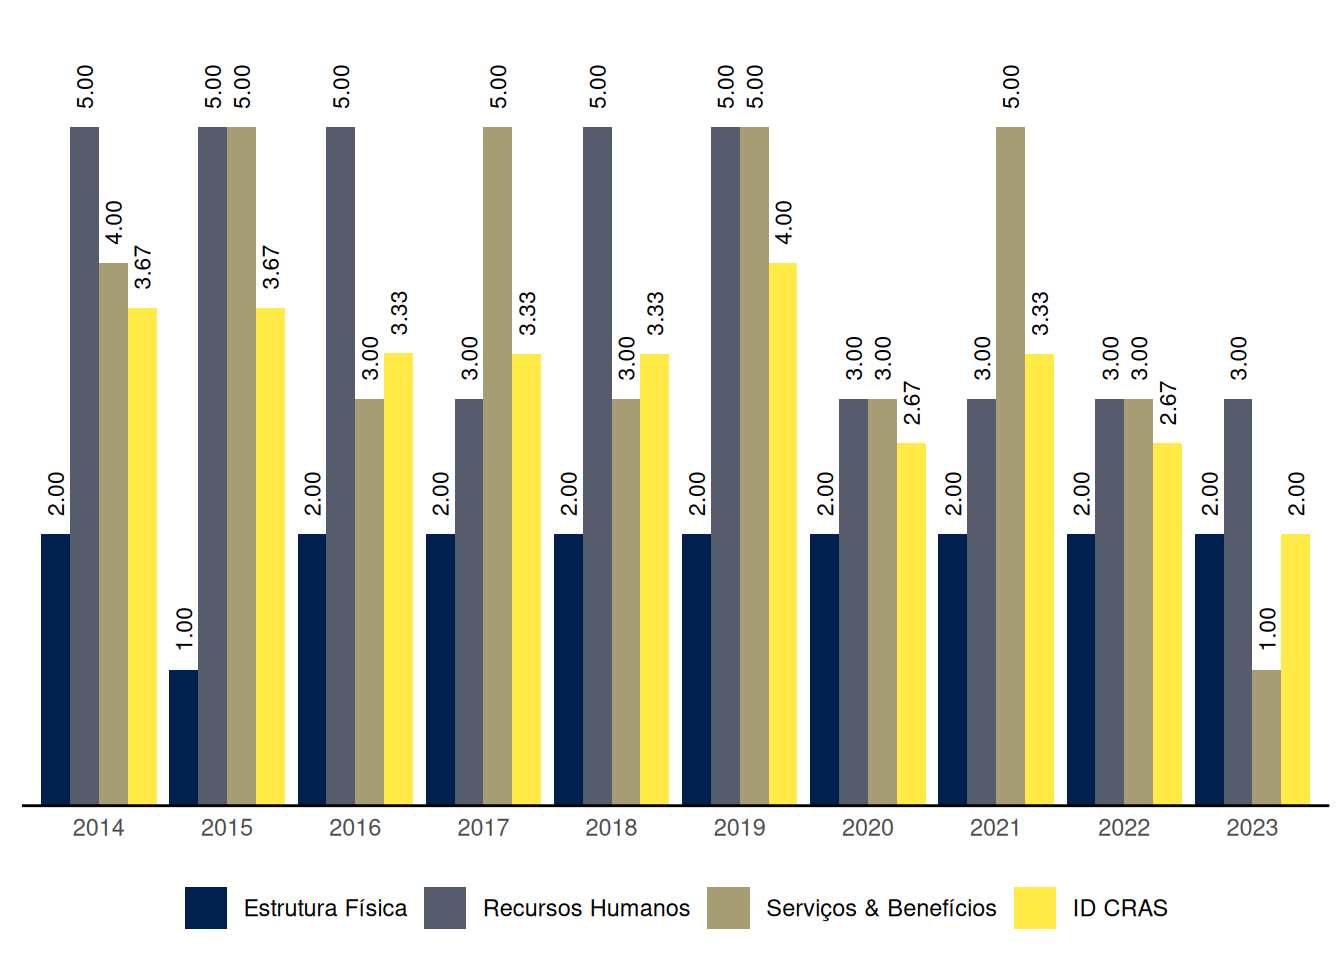 2.00 5.00 4.00 3.67 1.00 5.00 5.00 3.67 2.00 5.00 3.00 3.33 2.00 3.00 5.00 3.33 2.00 5.00 3.00 3.33 2.00 5.00 5.00 4.00 2.00 3.00 3.00 2.67 2.00 3.00 5.00 3.33 2.00 3.00 3.00 2.67 2.00 3.00 1.00 2.00
2014 2015 2016 2017 2018 2019 2020 2021 2022 2023
Estrutura Física Recursos Humanos Serviços & Benefícios ID CRAS